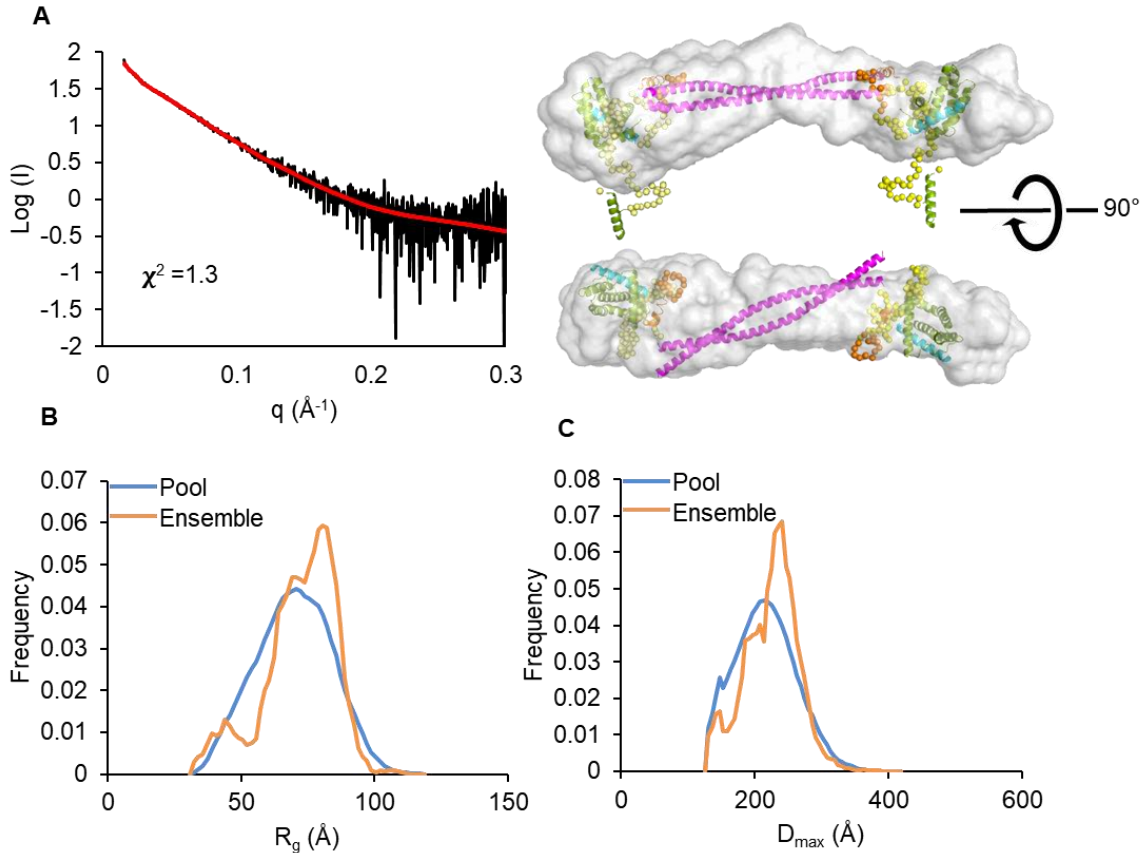 A
Log (I)
2
1.5
1
0.5
0
-0.5
-1
-1.5
-2
χ² =1.3
0 0.1 0.2 0.3
q (Å⁻¹)
90°
B
Frequency
0.07
0.06
0.05
0.04
0.03
0.02
0.01
0
Pool
Ensemble
0 50 100 150
Rg (Å)
C
Frequency
0.08
0.07
0.06
0.05
0.04
0.03
0.02
0.01
0
Pool
Ensemble
0 200 400 600
Dmax (Å)